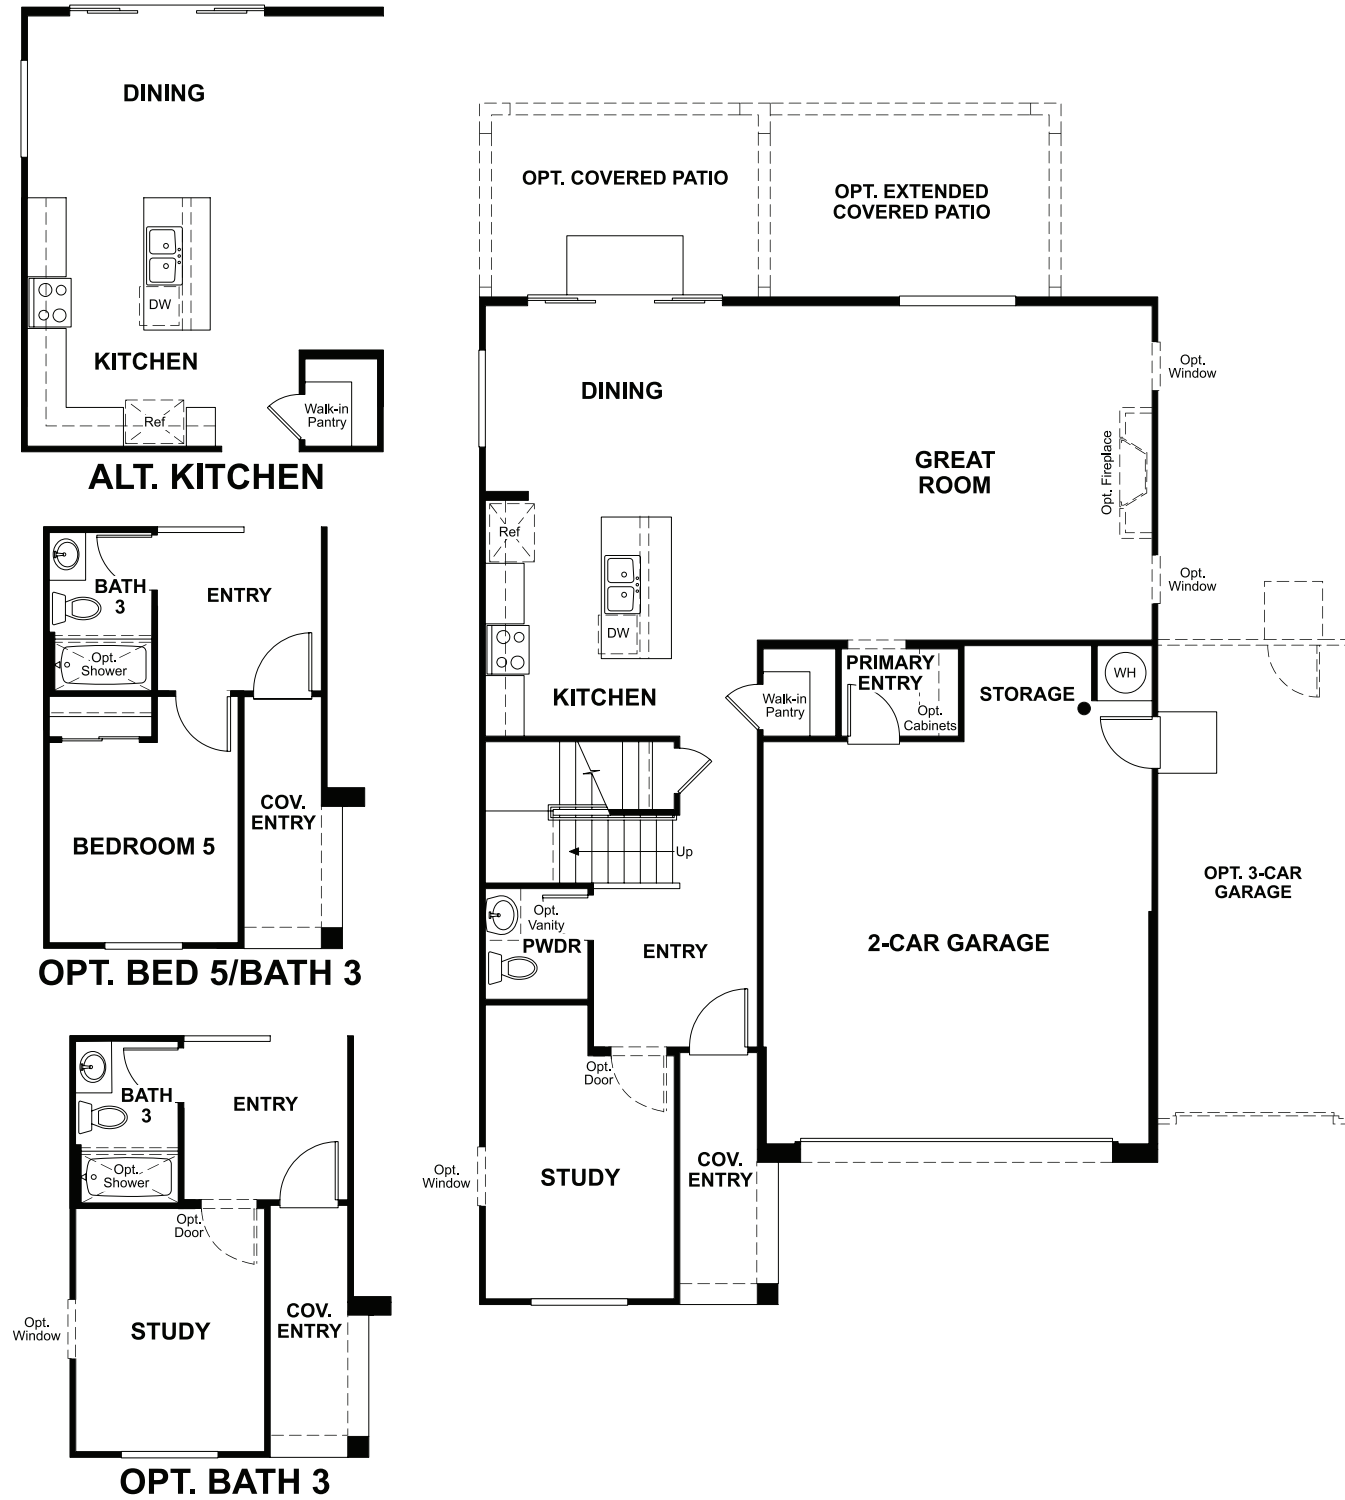 DINING
DW
KITCHEN
Walk-in
Pantry
Ref
ALT. KITCHEN
BATH
3
ENTRY
Opt.
Shower
COV.
ENTRY
BEDROOM 5
OPT. BED 5/BATH 3
BATH
3
ENTRY
Opt.
Shower
Opt.
Door
Opt.
Window
STUDY
COV.
ENTRY
OPT. BATH 3
OPT. COVERED PATIO
OPT. EXTENDED
COVERED PATIO
DINING
Opt.
Window
GREAT
ROOM
Opt. Fireplace
Ref
Opt.
Window
DW
KITCHEN
Walk-in
Pantry
PRIMARY
ENTRY
Opt.
Cabinets
STORAGE
WH
Up
OPT. 3-CAR
GARAGE
Opt.
Vanity
PWDR
ENTRY
2-CAR GARAGE
Opt.
Door
Opt.
Window
STUDY
COV.
ENTRY